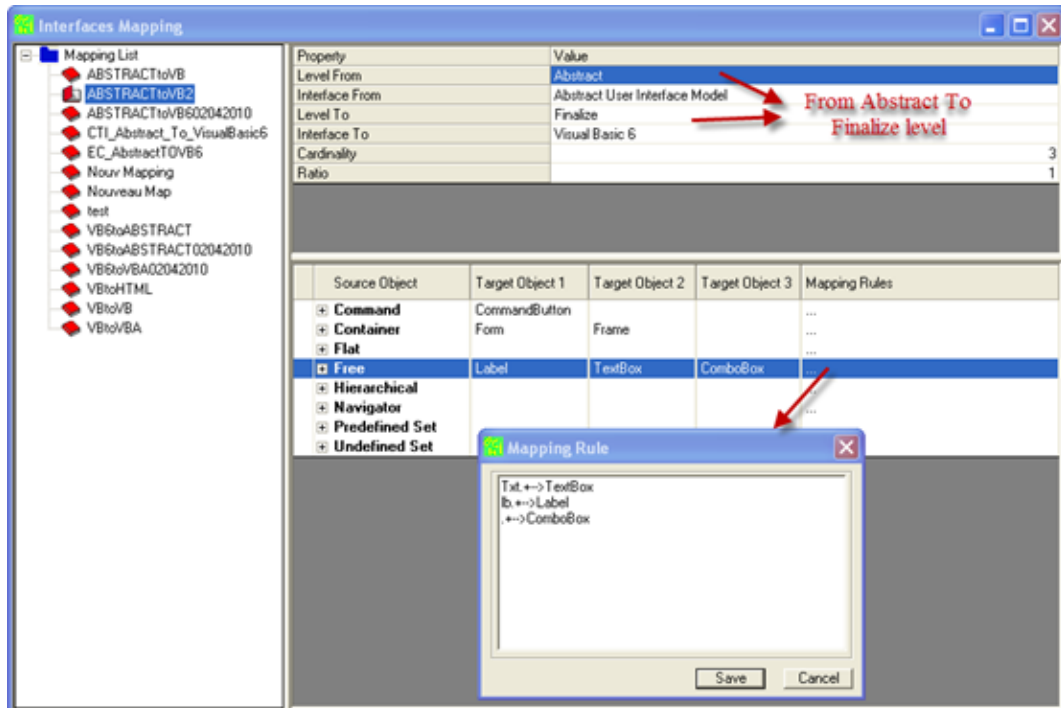 Interfaces Mapping
Mapping List
ABSTRACTtoVB
ABSTRACTtoVB2
ABSTRACTtoVB602042010
CTI_Abstract_To_VisualBasic6
EC_AbstractTOVB6
Nouv Mapping
Nouveau Map
test
VB6toABSTRACT
VB6toABSTRACT02042010
VB6toVBA02042010
VBtoHTML
VBtoVB
VBtoVBA
Property Value
Level From Abstract
Interface From Abstract User Interface Model
Level To Finalize
Interface To Visual Basic 6
Cardinality 3
Ratio 1
From Abstract To
Finalize level
Source Object Target Object 1 Target Object 2 Target Object 3 Mapping Rules
Command CommandButton ...
Container Form Frame ...
Flat ...
Free Label TextBox ComboBox ...
Hierarchical ...
Navigator ...
Predefined Set
Undefined Set
Mapping Rule
Txt.+-->TextBox
lb.+-->Label
.+-->ComboBox
Save Cancel